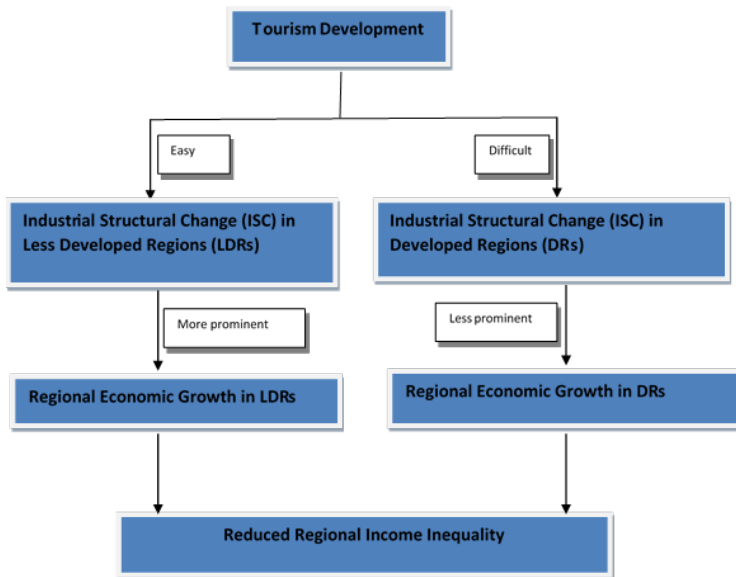 Tourism Development
Easy
Difficult
Industrial Structural Change (ISC) in
Less Developed Regions (LDRs)
Industrial Structural Change (ISC) in
Developed Regions (DRs)
More prominent
Less prominent
Regional Economic Growth in LDRs
Regional Economic Growth in DRs
Reduced Regional Income Inequality